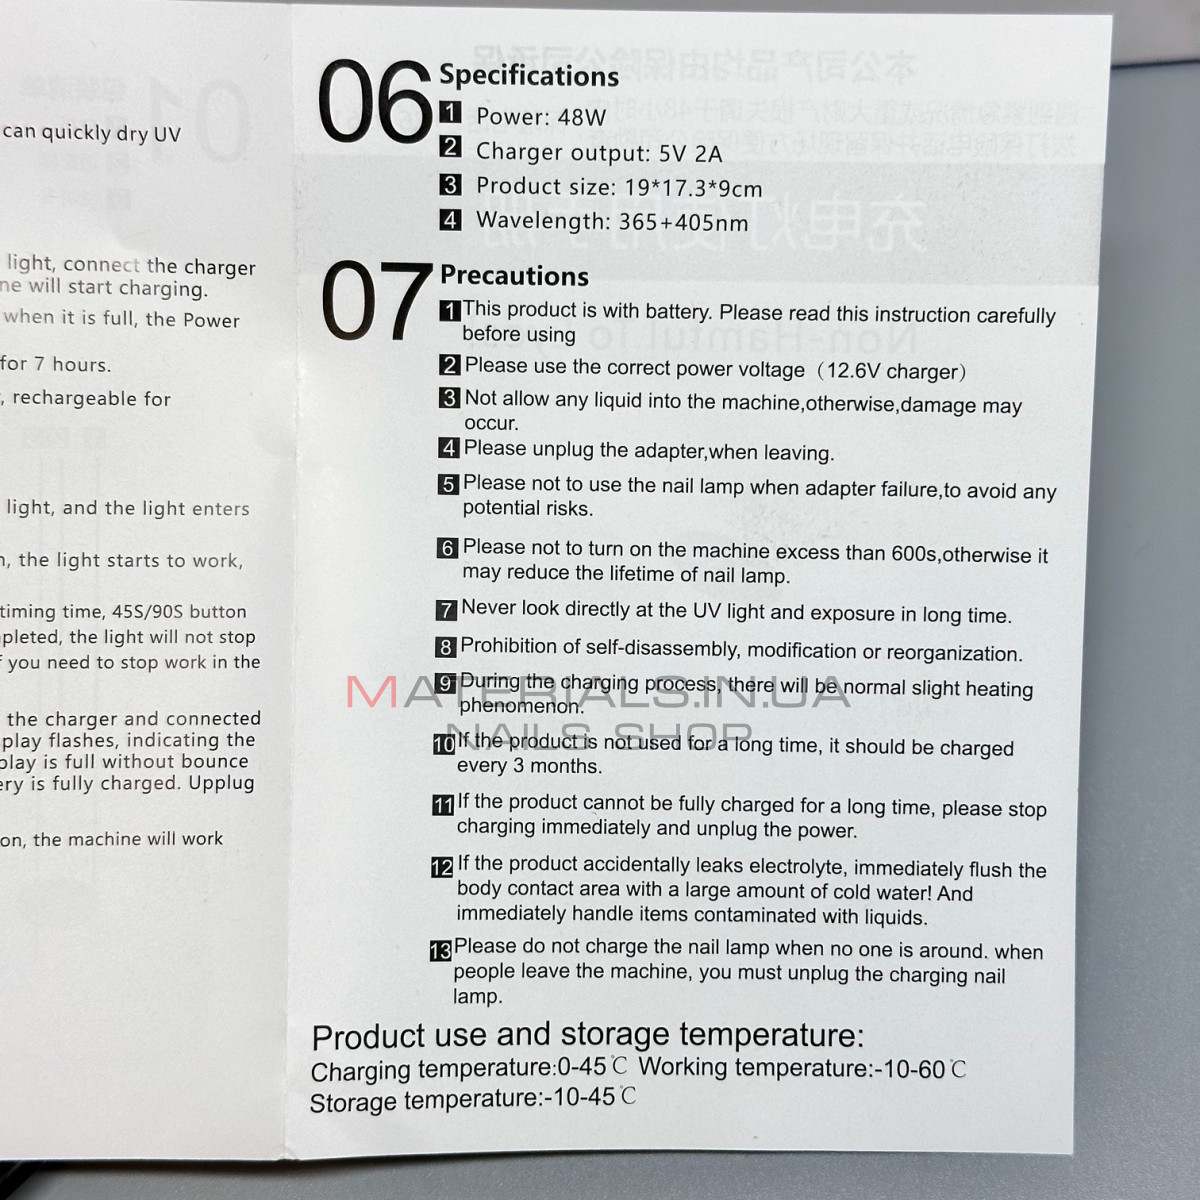 can quickly dry UV
light, connect the charger
ne will start charging.
when it is full, the Power
for 7 hours.
, rechargeable for
light, and the light enters
n, the light starts to work,
timing time, 45S/90S button
pleted, the light will not stop
f you need to stop work in the
the charger and connected
play flashes, indicating the
play is full without bounce
ery is fully charged. Upplug
on, the machine will work
06 Specifications
1 Power: 48W
2 Charger output: 5V 2A
3 Product size: 19*17.3*9cm
4 Wavelength: 365+405nm
07 Precautions
1 This product is with battery. Please read this instruction carefully
before using
2 Please use the correct power voltage（12.6V charger）
3 Not allow any liquid into the machine,otherwise,damage may
occur.
4 Please unplug the adapter,when leaving.
5 Please not to use the nail lamp when adapter failure,to avoid any
potential risks.
6 Please not to turn on the machine excess than 600s,otherwise it
may reduce the lifetime of nail lamp.
7 Never look directly at the UV light and exposure in long time.
8 Prohibition of self-disassembly, modification or reorganization.
9 During the charging process, there will be normal slight heating
phenomenon.
MATERIALS.IN.UA
NAILS SHOP
10 If the product is not used for a long time, it should be charged
every 3 months.
11 If the product cannot be fully charged for a long time, please stop
charging immediately and unplug the power.
12 If the product accidentally leaks electrolyte, immediately flush the
body contact area with a large amount of cold water! And
immediately handle items contaminated with liquids.
13 Please do not charge the nail lamp when no one is around. when
people leave the machine, you must unplug the charging nail
lamp.
Product use and storage temperature:
Charging temperature:0-45℃ Working temperature:-10-60℃
Storage temperature:-10-45℃